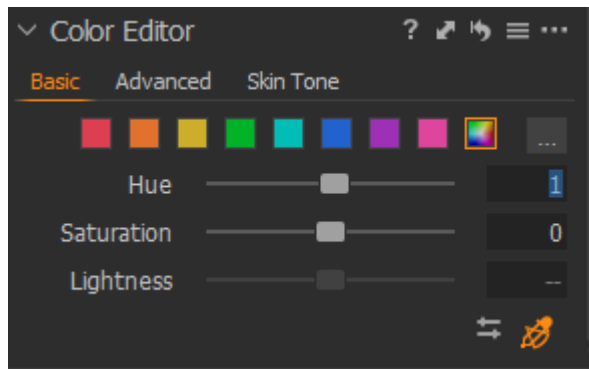 Color Editor ? ...
Basic Advanced Skin Tone
...
Hue 1
Saturation 0
Lightness --